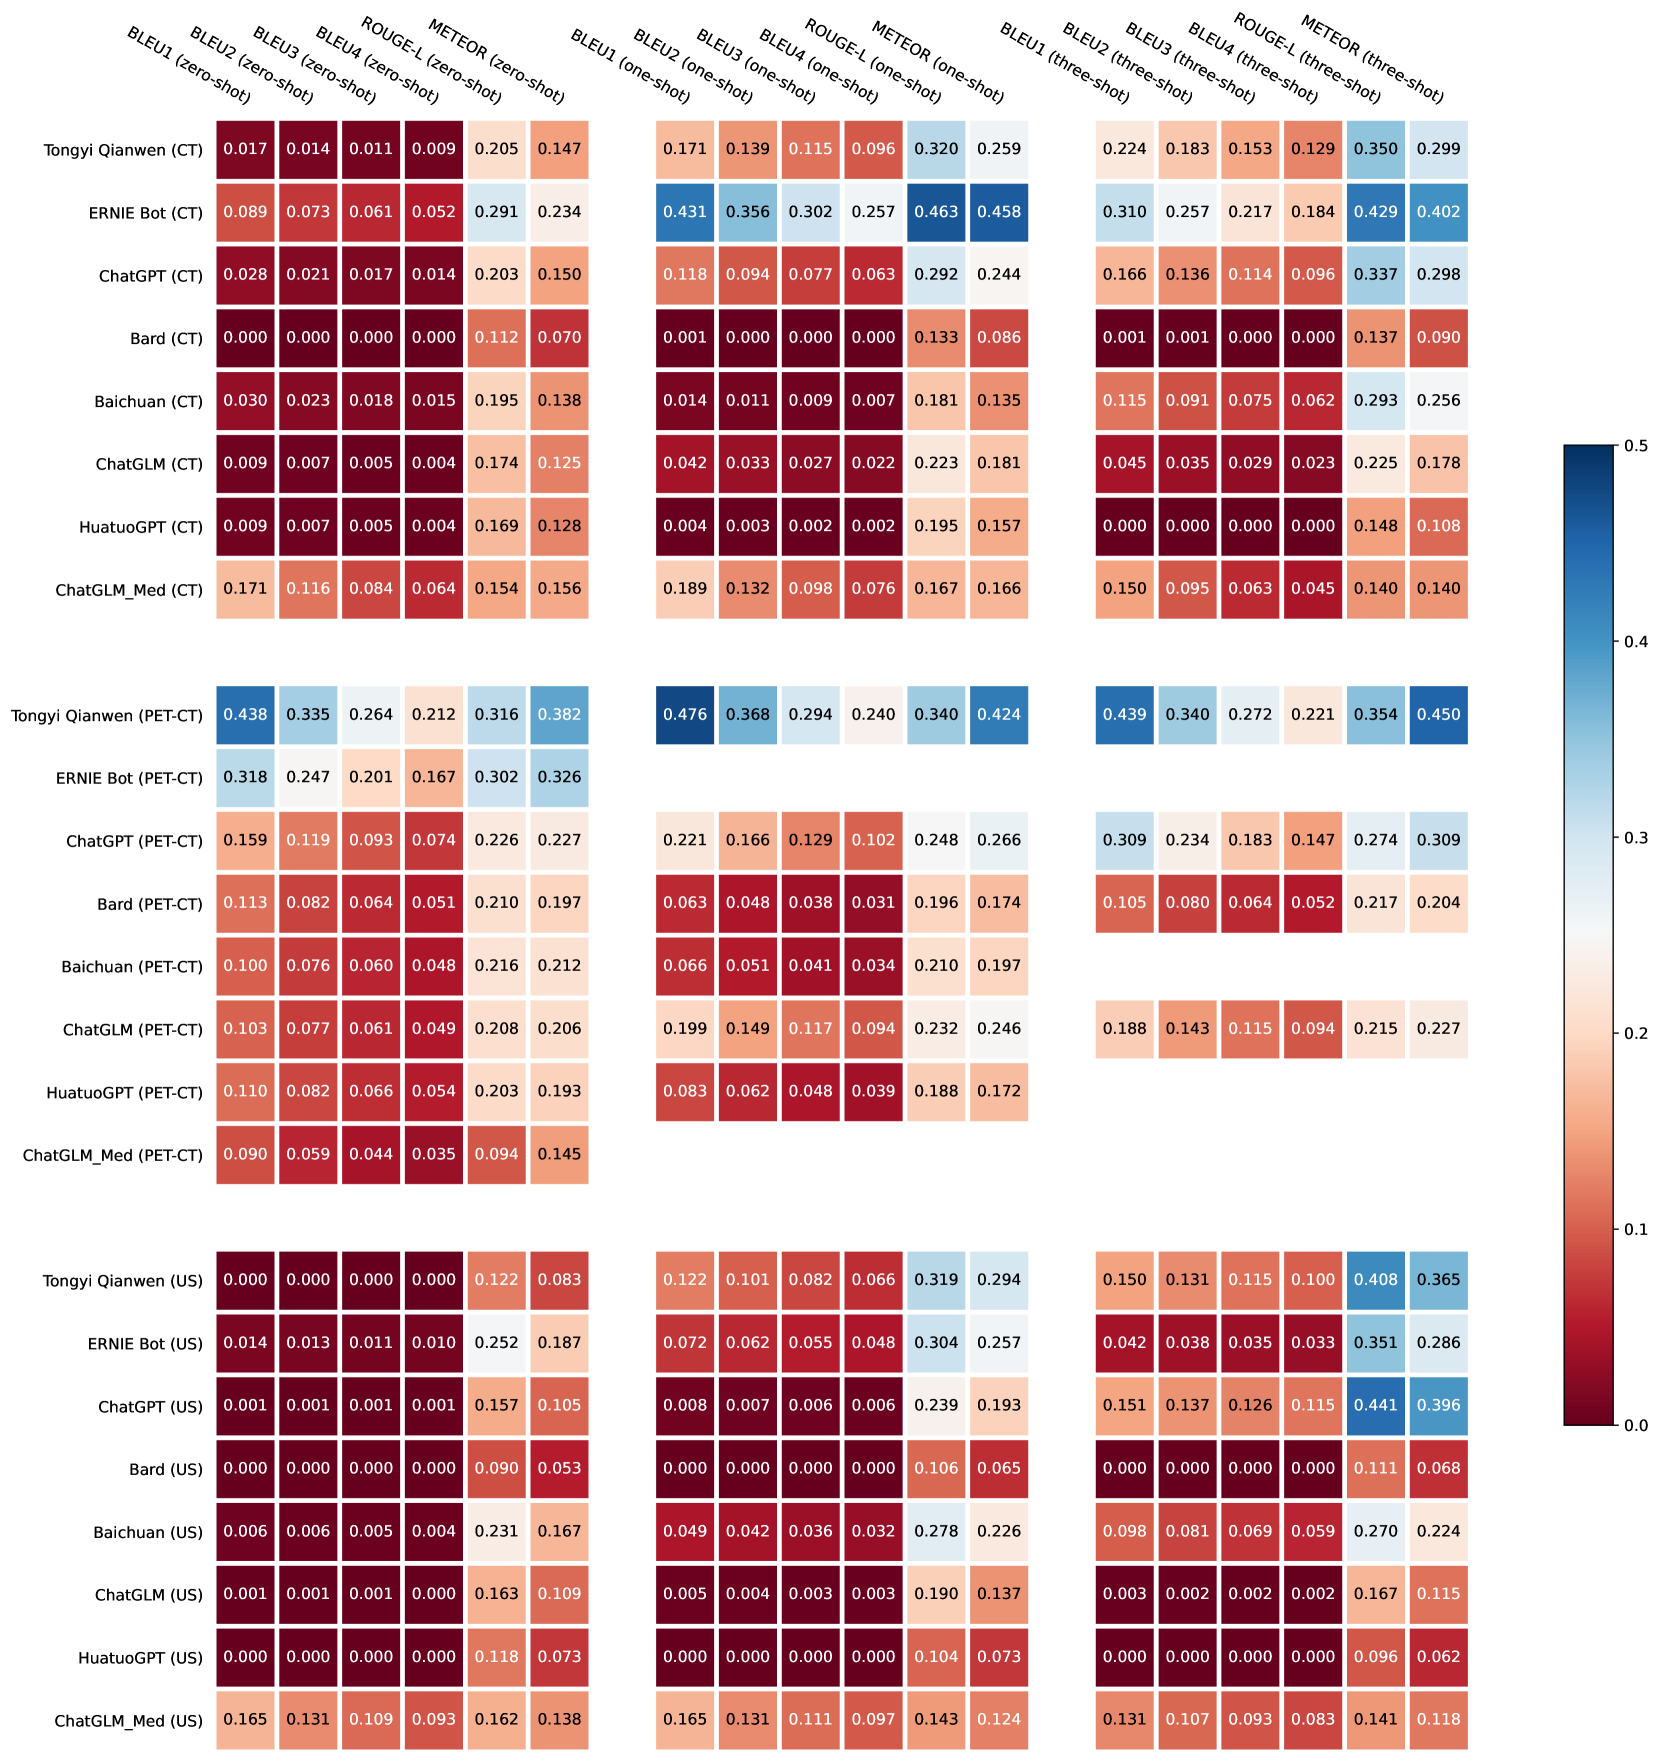 BLEU1 (zero-shot) BLEU2 (zero-shot) BLEU3 (zero-shot) BLEU4 (zero-shot) ROUGE-L (zero-shot) METEOR (zero-shot) BLEU1 (one-shot) BLEU2 (one-shot) BLEU3 (one-shot) BLEU4 (one-shot) ROUGE-L (one-shot) METEOR (one-shot) BLEU1 (three-shot) BLEU2 (three-shot) BLEU3 (three-shot) BLEU4 (three-shot) ROUGE-L (three-shot) METEOR (three-shot)
Tongyi Qianwen (CT) 0.017 0.014 0.011 0.009 0.205 0.147 0.171 0.139 0.115 0.096 0.320 0.259 0.224 0.183 0.153 0.129 0.350 0.299
ERNIE Bot (CT) 0.089 0.073 0.061 0.052 0.291 0.234 0.431 0.356 0.302 0.257 0.463 0.458 0.310 0.257 0.217 0.184 0.429 0.402
ChatGPT (CT) 0.028 0.021 0.017 0.014 0.203 0.150 0.118 0.094 0.077 0.063 0.292 0.244 0.166 0.136 0.114 0.096 0.337 0.298
Bard (CT) 0.000 0.000 0.000 0.000 0.112 0.070 0.001 0.000 0.000 0.000 0.133 0.086 0.001 0.001 0.000 0.000 0.137 0.090
Baichuan (CT) 0.030 0.023 0.018 0.015 0.195 0.138 0.014 0.011 0.009 0.007 0.181 0.135 0.115 0.091 0.075 0.062 0.293 0.256
ChatGLM (CT) 0.009 0.007 0.005 0.004 0.174 0.125 0.042 0.033 0.027 0.022 0.223 0.181 0.045 0.035 0.029 0.023 0.225 0.178
HuatuoGPT (CT) 0.009 0.007 0.005 0.004 0.169 0.128 0.004 0.003 0.002 0.002 0.195 0.157 0.000 0.000 0.000 0.000 0.148 0.108
ChatGLM_Med (CT) 0.171 0.116 0.084 0.064 0.154 0.156 0.189 0.132 0.098 0.076 0.167 0.166 0.150 0.095 0.063 0.045 0.140 0.140
Tongyi Qianwen (PET-CT) 0.438 0.335 0.264 0.212 0.316 0.382 0.476 0.368 0.294 0.240 0.340 0.424 0.439 0.340 0.272 0.221 0.354 0.450
ERNIE Bot (PET-CT) 0.318 0.247 0.201 0.167 0.302 0.326
ChatGPT (PET-CT) 0.159 0.119 0.093 0.074 0.226 0.227 0.221 0.166 0.129 0.102 0.248 0.266 0.309 0.234 0.183 0.147 0.274 0.309
Bard (PET-CT) 0.113 0.082 0.064 0.051 0.210 0.197 0.063 0.048 0.038 0.031 0.196 0.174 0.105 0.080 0.064 0.052 0.217 0.204
Baichuan (PET-CT) 0.100 0.076 0.060 0.048 0.216 0.212 0.066 0.051 0.041 0.034 0.210 0.197
ChatGLM (PET-CT) 0.103 0.077 0.061 0.049 0.208 0.206 0.199 0.149 0.117 0.094 0.232 0.246 0.188 0.143 0.115 0.094 0.215 0.227
HuatuoGPT (PET-CT) 0.110 0.082 0.066 0.054 0.203 0.193 0.083 0.062 0.048 0.039 0.188 0.172
ChatGLM_Med (PET-CT) 0.090 0.059 0.044 0.035 0.094 0.145
Tongyi Qianwen (US) 0.000 0.000 0.000 0.000 0.122 0.083 0.122 0.101 0.082 0.066 0.319 0.294 0.150 0.131 0.115 0.100 0.408 0.365
ERNIE Bot (US) 0.014 0.013 0.011 0.010 0.252 0.187 0.072 0.062 0.055 0.048 0.304 0.257 0.042 0.038 0.035 0.033 0.351 0.286
ChatGPT (US) 0.001 0.001 0.001 0.001 0.157 0.105 0.008 0.007 0.006 0.006 0.239 0.193 0.151 0.137 0.126 0.115 0.441 0.396
Bard (US) 0.000 0.000 0.000 0.000 0.090 0.053 0.000 0.000 0.000 0.000 0.106 0.065 0.000 0.000 0.000 0.000 0.111 0.068
Baichuan (US) 0.006 0.006 0.005 0.004 0.231 0.167 0.049 0.042 0.036 0.032 0.278 0.226 0.098 0.081 0.069 0.059 0.270 0.224
ChatGLM (US) 0.001 0.001 0.001 0.000 0.163 0.109 0.005 0.004 0.003 0.003 0.190 0.137 0.003 0.002 0.002 0.002 0.167 0.115
HuatuoGPT (US) 0.000 0.000 0.000 0.000 0.118 0.073 0.000 0.000 0.000 0.000 0.104 0.073 0.000 0.000 0.000 0.000 0.096 0.062
ChatGLM_Med (US) 0.165 0.131 0.109 0.093 0.162 0.138 0.165 0.131 0.111 0.097 0.143 0.124 0.131 0.107 0.093 0.083 0.141 0.118
0.5
0.4
0.3
0.2
0.1
0.0